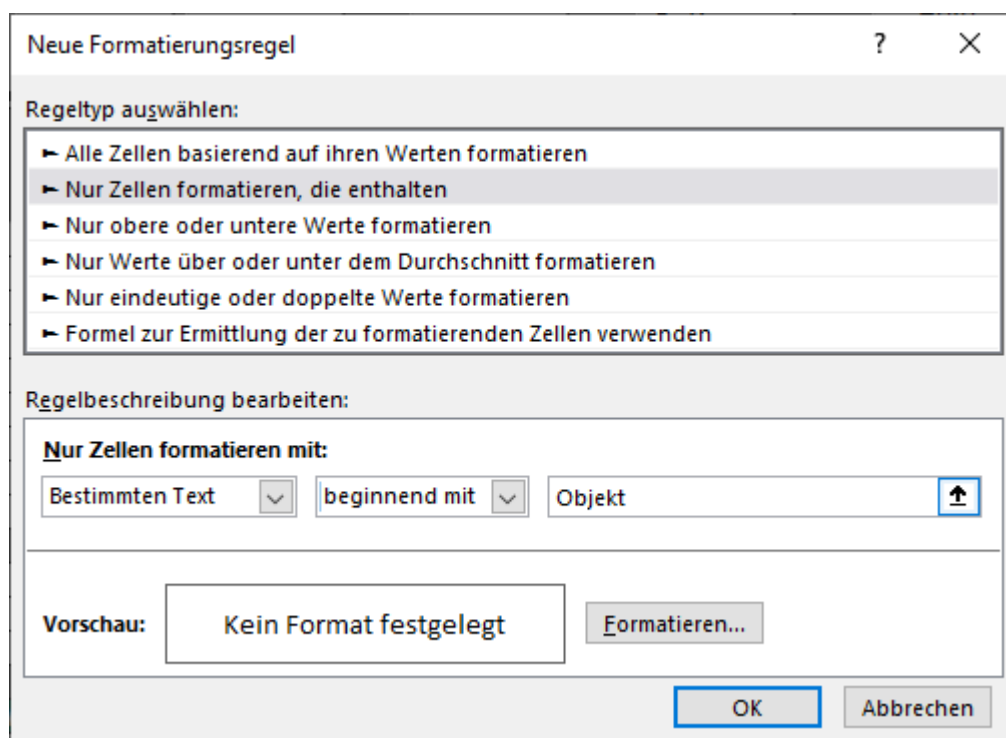 Neue Formatierungsregel ?
Regeltyp auswählen:
► Alle Zellen basierend auf ihren Werten formatieren
► Nur Zellen formatieren, die enthalten
► Nur obere oder untere Werte formatieren
► Nur Werte über oder unter dem Durchschnitt formatieren
► Nur eindeutige oder doppelte Werte formatieren
► Formel zur Ermittlung der zu formatierenden Zellen verwenden
Regelbeschreibung bearbeiten:
Nur Zellen formatieren mit:
Bestimmten Text beginnend mit Objekt
Vorschau: Kein Format festgelegt Formatieren...
OK Abbrechen